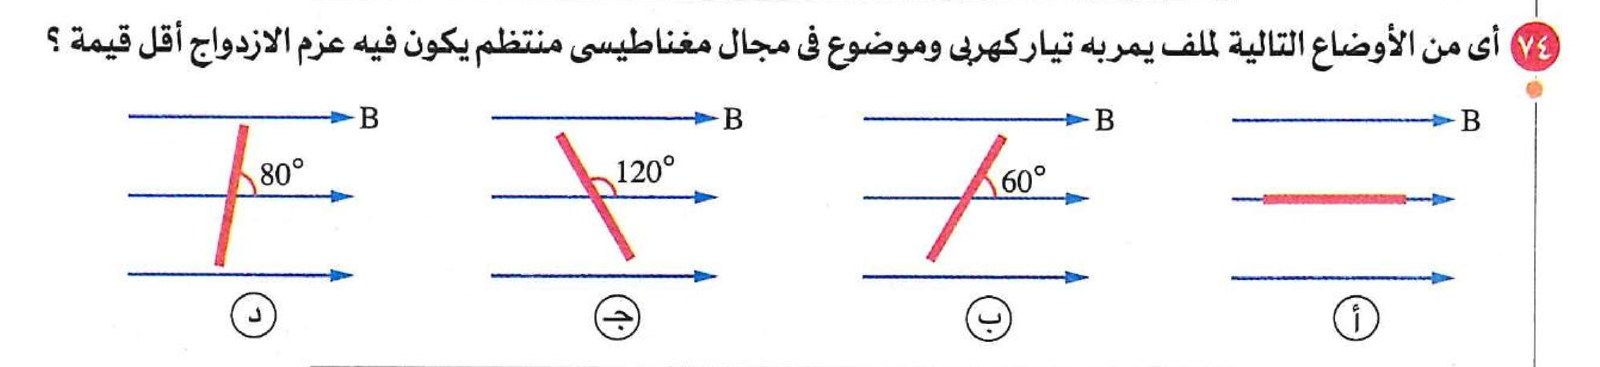 ٧٤ أى من الأوضاع التالية لملف يمر به تيار كهربى وموضوع فى مجال مغناطيسى منتظم يكون فيه عزم الازدواج أقل قيمة ؟
B
أ
B
60°
ب
B
120°
جـ
B
80°
د